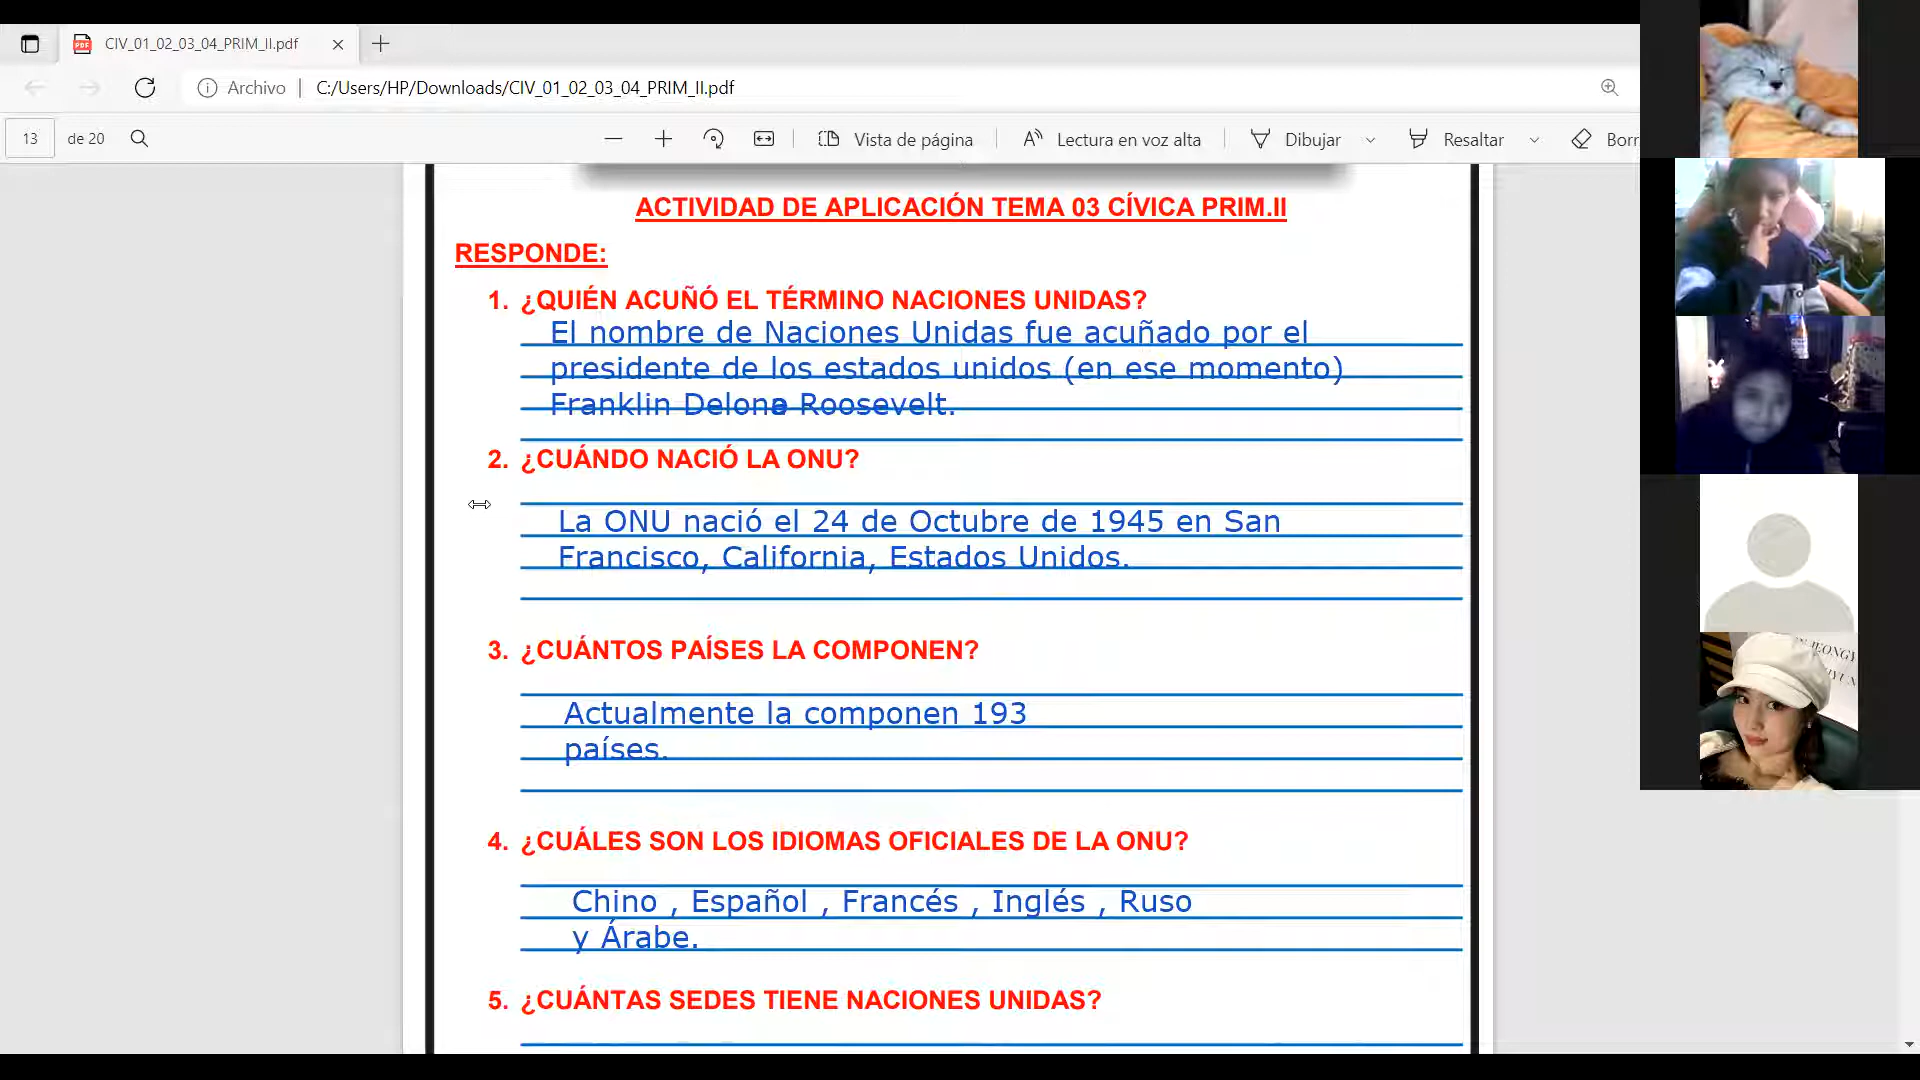 CIV_01_02_03_04_PRIM_II.pdf
Archivo C:/Users/HP/Downloads/CIV_01_02_03_04_PRIM_II.pdf
13 de 20 Vista de página Lectura en voz alta Dibujar Resaltar Borr
ACTIVIDAD DE APLICACIÓN TEMA 03 CÍVICA PRIM.II
RESPONDE:
1. ¿QUIÉN ACUÑÓ EL TÉRMINO NACIONES UNIDAS?
El nombre de Naciones Unidas fue acuñado por el
presidente de los estados unidos (en ese momento)
Franklin Roosevelt.
2. ¿CUÁNDO NACIÓ LA ONU?
La ONU nació el 24 de Octubre de 1945 en San
Francisco, California, Estados Unidos.
3. ¿CUÁNTOS PAÍSES LA COMPONEN?
Actualmente la componen 193
países.
4. ¿CUÁLES SON LOS IDIOMAS OFICIALES DE LA ONU?
Chino , Español , Francés , Inglés , Ruso
y Árabe.
5. ¿CUÁNTAS SEDES TIENE NACIONES UNIDAS?